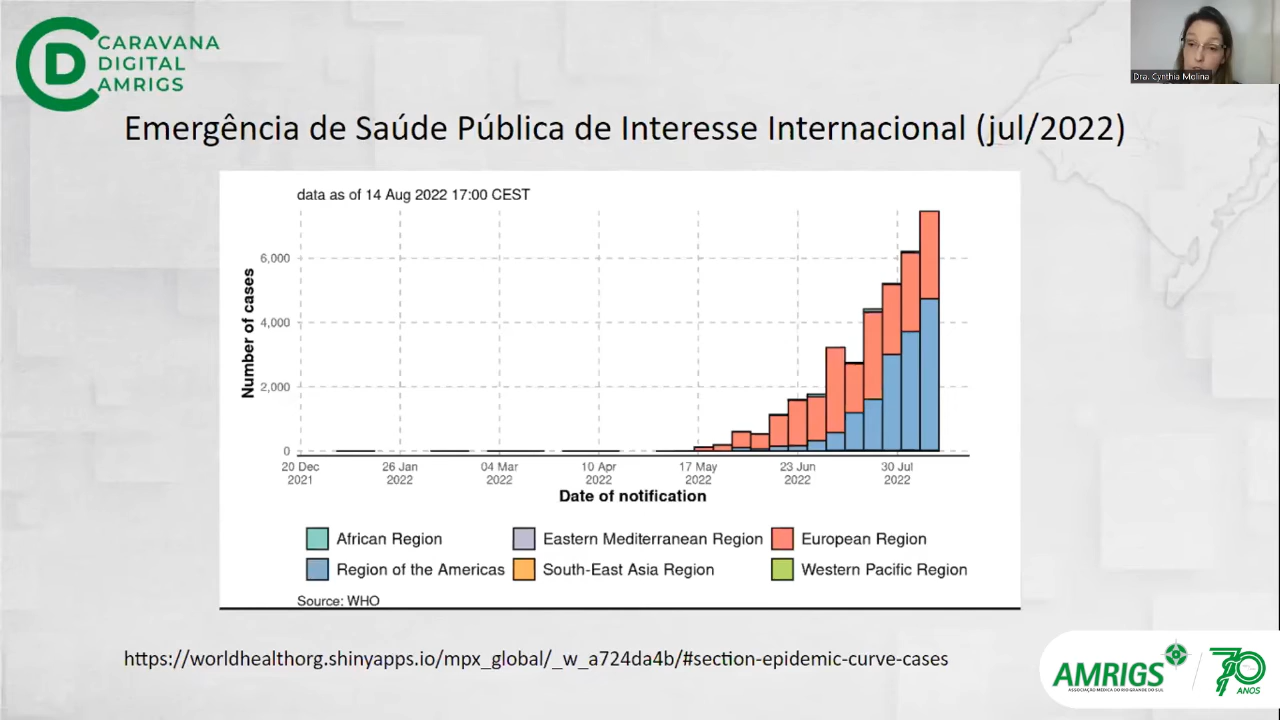 CARAVANA
DIGITAL
AMRIGS
D
Dra. Cynthia Molina
Emergência de Saúde Pública de Interesse Internacional (jul/2022)
data as of 14 Aug 2022 17:00 CEST
Number of cases
6,000
4,000
2,000
0
20 Dec 2021
26 Jan 2022
04 Mar 2022
10 Apr 2022
17 May 2022
23 Jun 2022
30 Jul 2022
Date of notification
African Region
Eastern Mediterranean Region
European Region
Region of the Americas
South-East Asia Region
Western Pacific Region
Source: WHO
https://worldhealthorg.shinyapps.io/mpx_global/_w_a724da4b/#section-epidemic-curve-cases
AMRIGS
ASSOCIAÇÃO MÉDICA DO RIO GRANDE DO SUL
70
ANOS